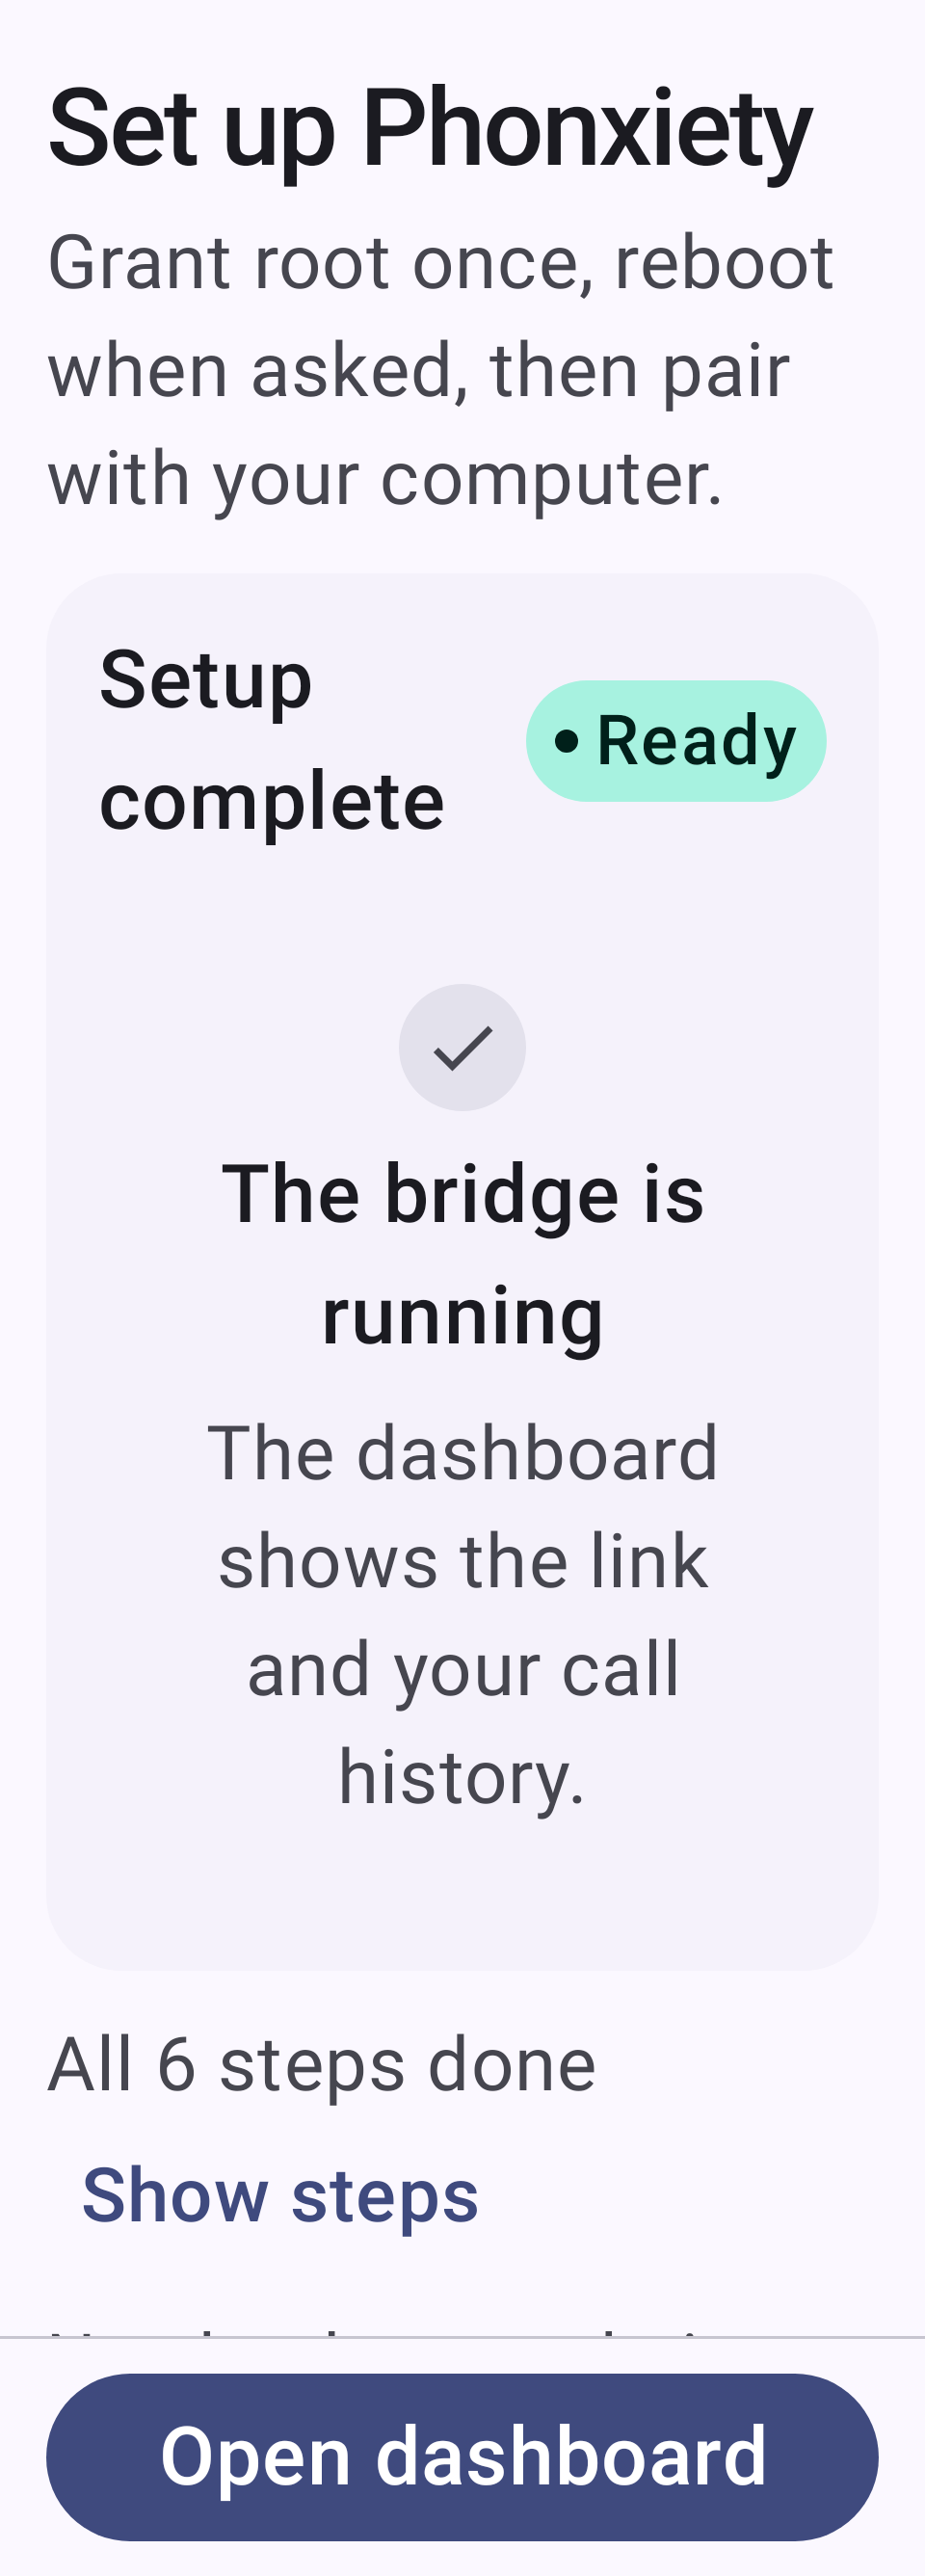 Set up Phonxiety
Grant root once, reboot
when asked, then pair
with your computer.
Setup
complete
Ready
The bridge is
running
The dashboard
shows the link
and your call
history.
All 6 steps done
Show steps
Open dashboard